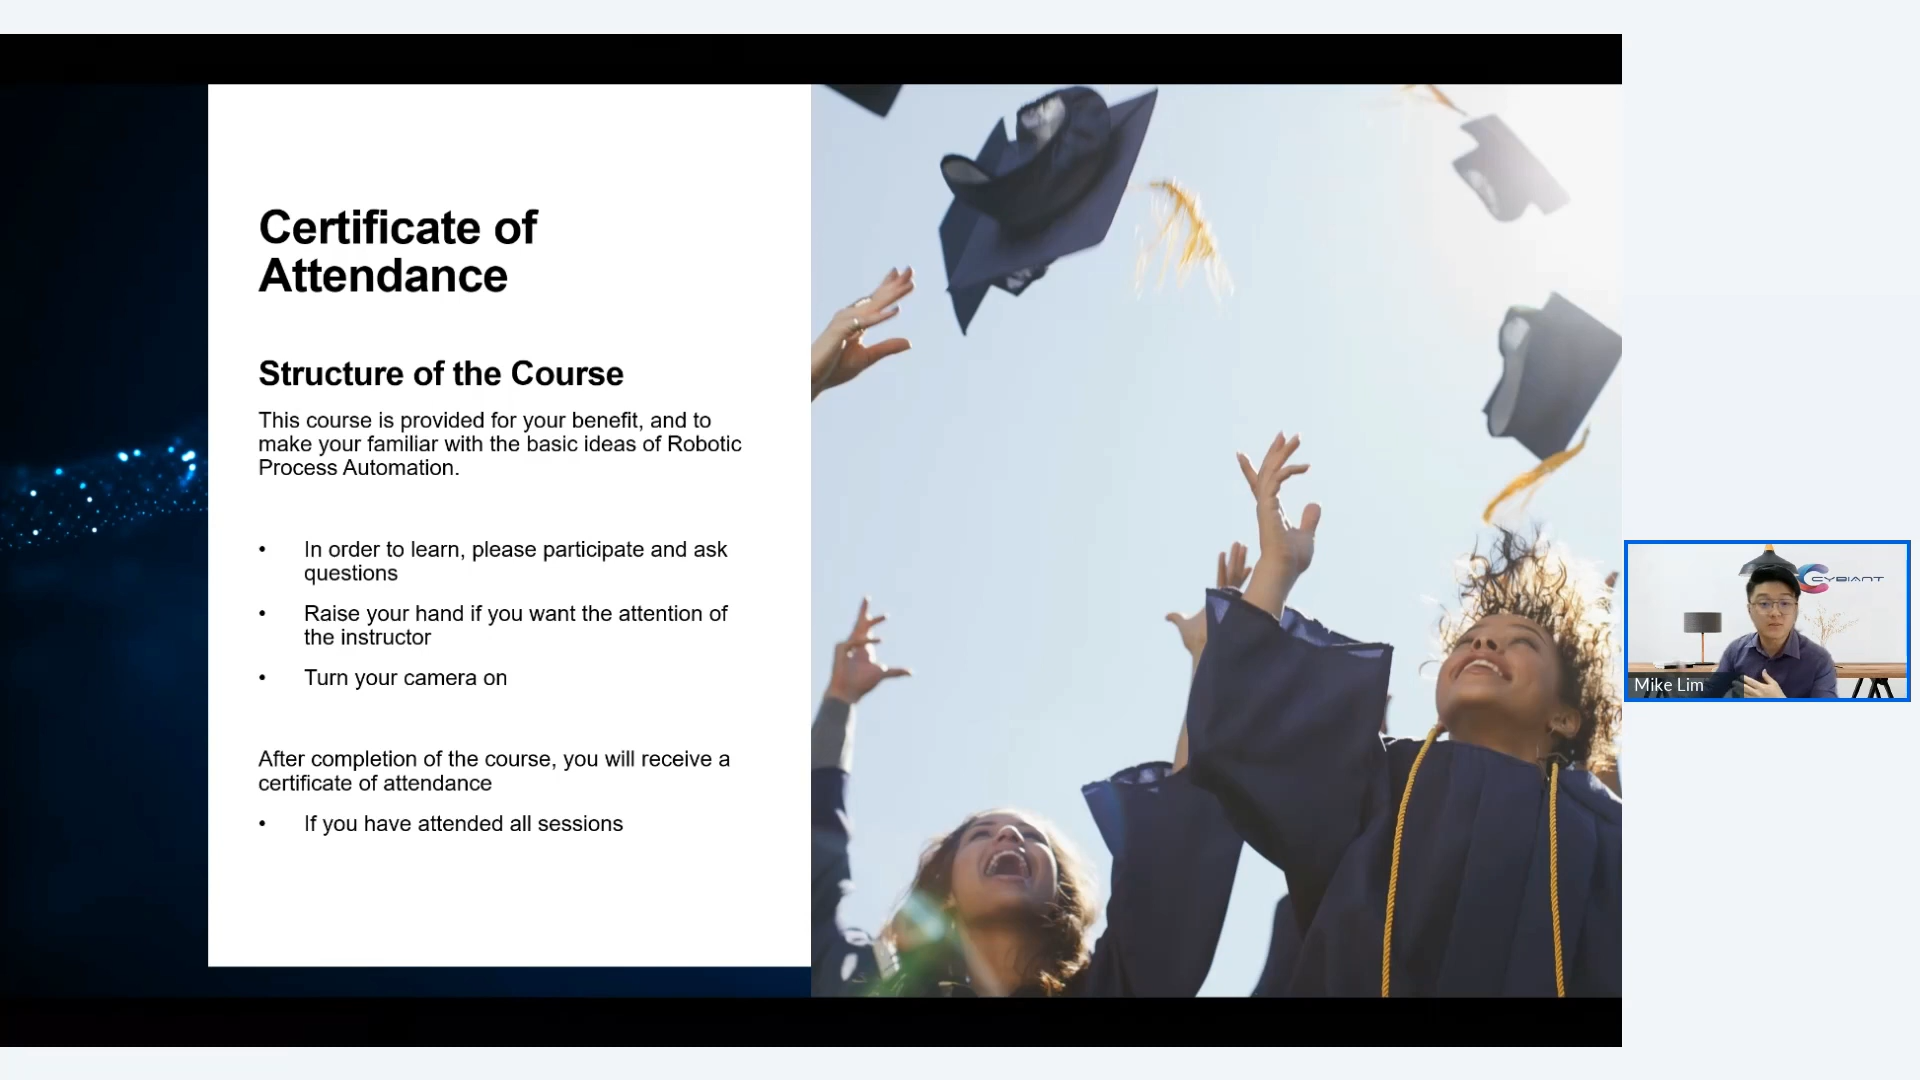 Certificate of
Attendance
Structure of the Course
This course is provided for your benefit, and to
make your familiar with the basic ideas of Robotic
Process Automation.
• In order to learn, please participate and ask
questions
• Raise your hand if you want the attention of
the instructor
• Turn your camera on
After completion of the course, you will receive a
certificate of attendance
• If you have attended all sessions
CYBIANT
Mike Lim